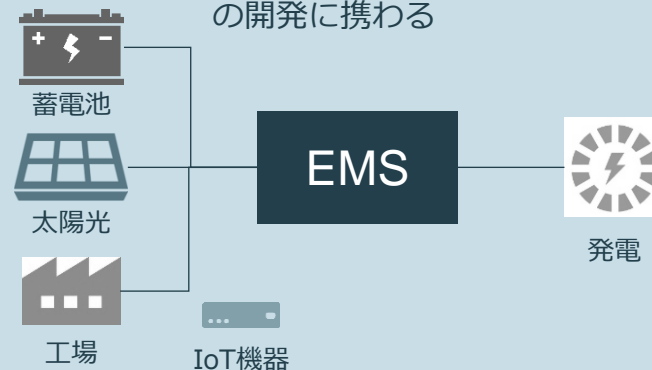 の開発に携わる
蓄電池
EMS
太陽光
発電
工場
IoT機器